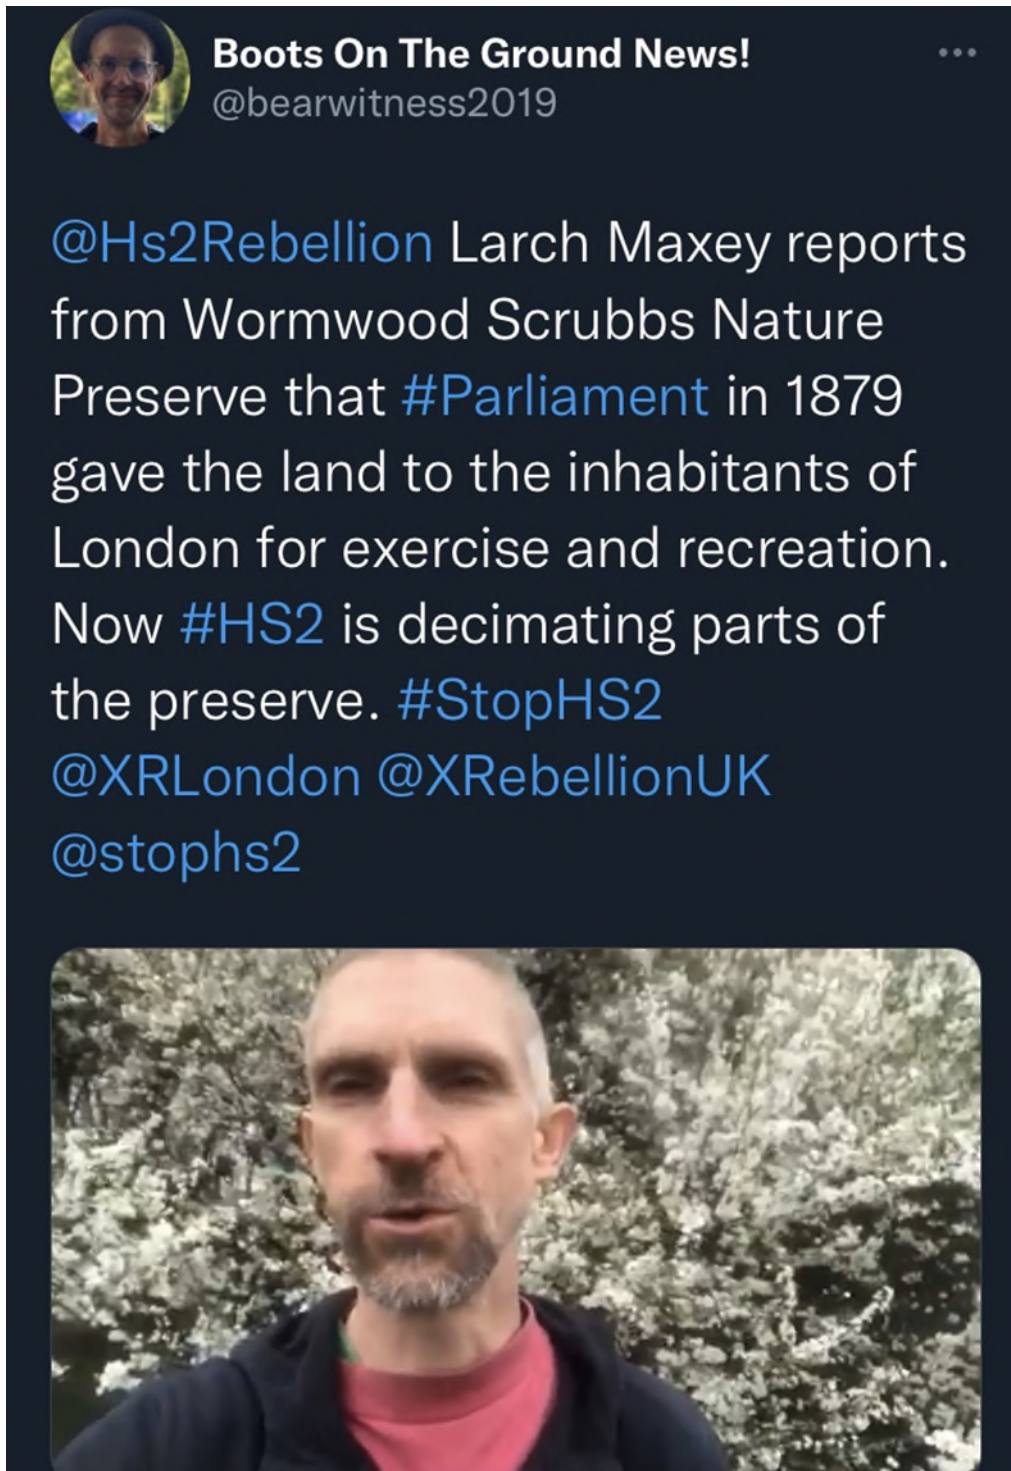 Boots On The Ground News!
@bearwitness2019
@Hs2Rebellion Larch Maxey reports
from Wormwood Scrubbs Nature
Preserve that #Parliament in 1879
gave the land to the inhabitants of
London for exercise and recreation.
Now #HS2 is decimating parts of
the preserve. #StopHS2
@XRLondon @XRebellionUK
@stophs2